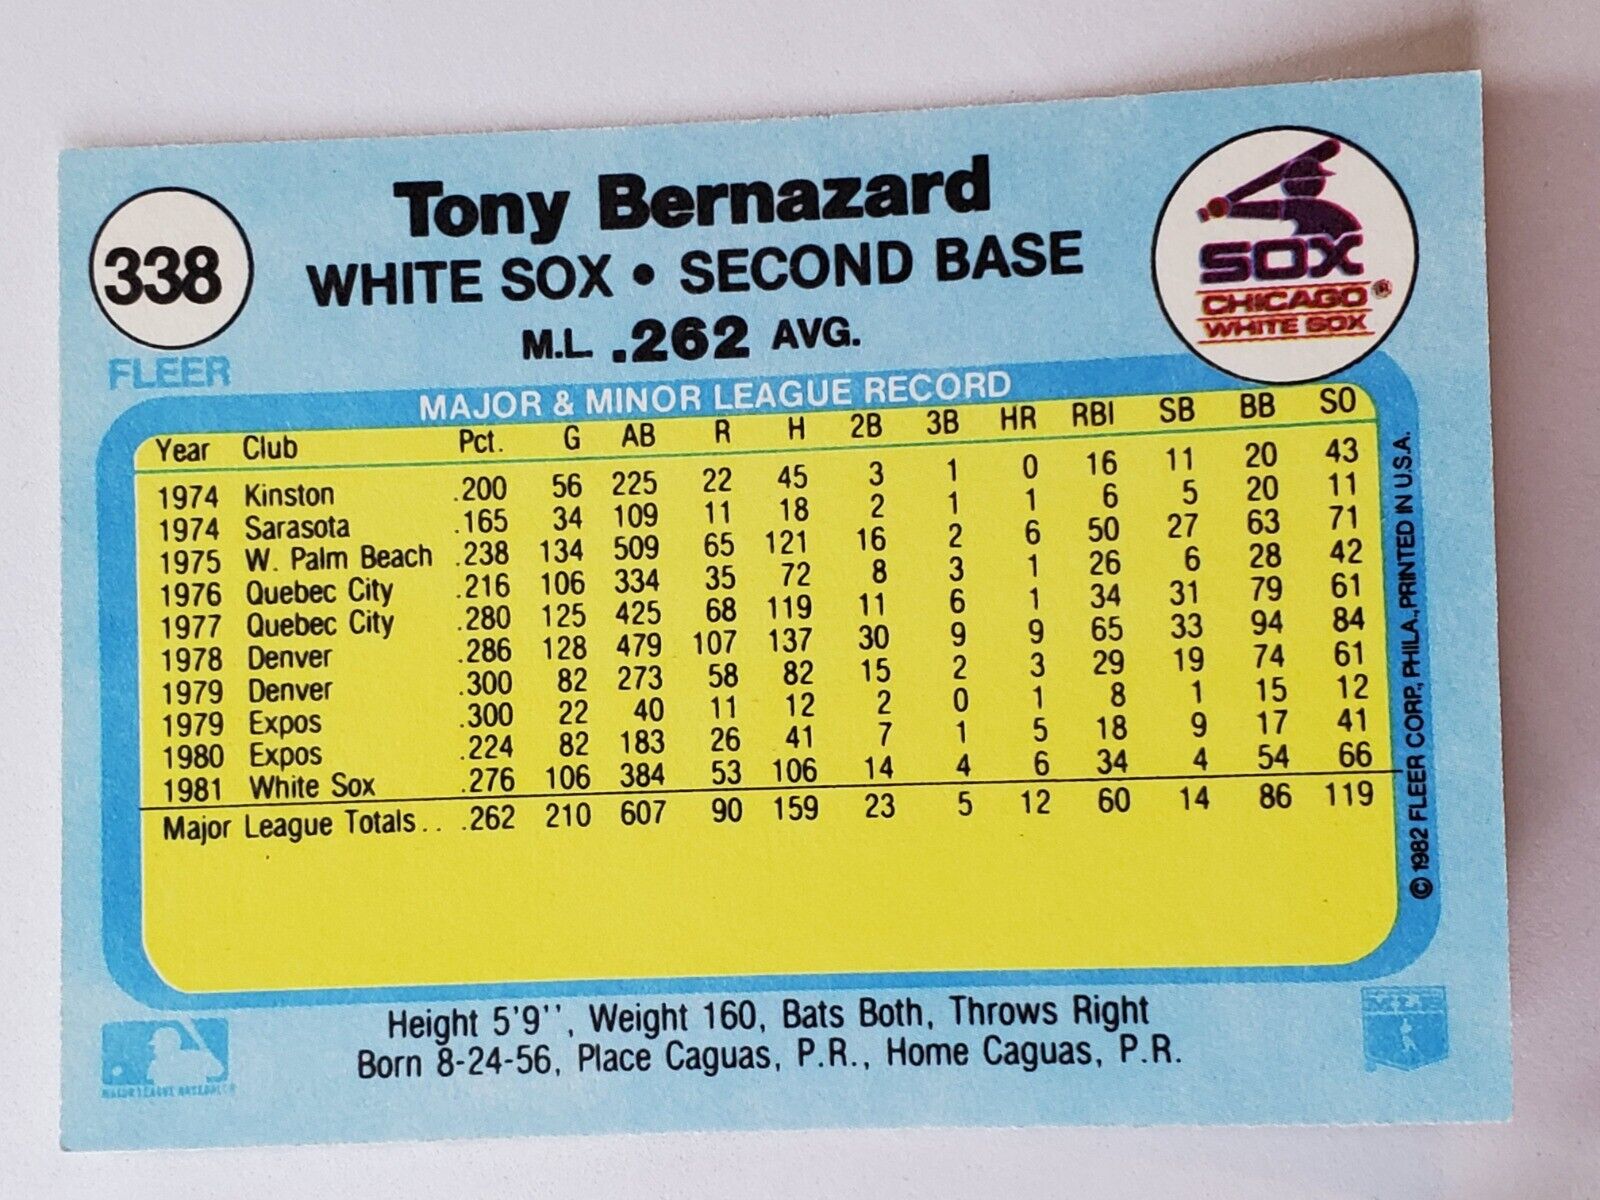 338
FLEER
Tony Bernazard
WHITE SOX • SECOND BASE
M.L. .262 AVG.
SOX
CHICAGO
WHITE SOX
MAJOR & MINOR LEAGUE RECORD
Year Club Pct. G AB R H 2B 3B HR RBI SB BB SO
1974 Kinston .200 56 225 22 45 3 1 0 16 11 20 43
1974 Sarasota .165 34 109 11 18 2 1 1 6 5 20 11
1975 W. Palm Beach .238 134 509 65 121 16 2 6 50 27 63 71
1976 Quebec City .216 106 334 35 72 8 3 1 26 6 28 42
1977 Quebec City .280 125 425 68 119 11 6 1 34 31 79 61
1978 Denver .286 128 479 107 137 30 9 9 65 33 94 84
1979 Denver .300 82 273 58 82 15 2 3 29 19 74 61
1979 Expos .300 22 40 11 12 2 0 1 8 1 15 12
1980 Expos .224 82 183 26 41 7 1 5 18 9 17 41
1981 White Sox .276 106 384 53 106 14 4 6 34 4 54 66
Major League Totals.. .262 210 607 90 159 23 5 12 60 14 86 119
© 1982 FLEER CORP., PHILA., PRINTED IN U.S.A.
Height 5'9'', Weight 160, Bats Both, Throws Right
Born 8-24-56, Place Caguas, P.R., Home Caguas, P.R.
MAJOR LEAGUE BASEBALL
MLB